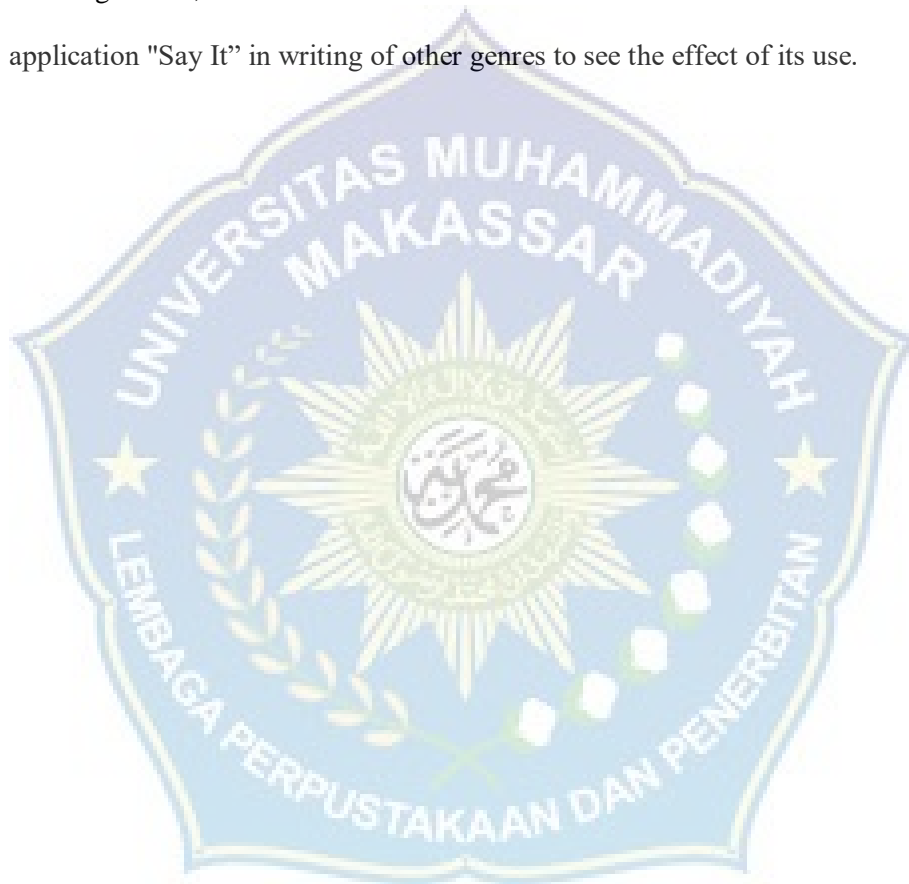 application "Say It” in writing of other genres to see the effect of its use.
UNIVERSITAS MUHAMMADIYAH
MAKASSAR
LEMBAGA PERPUSTAKAAN DAN PENERBITAN